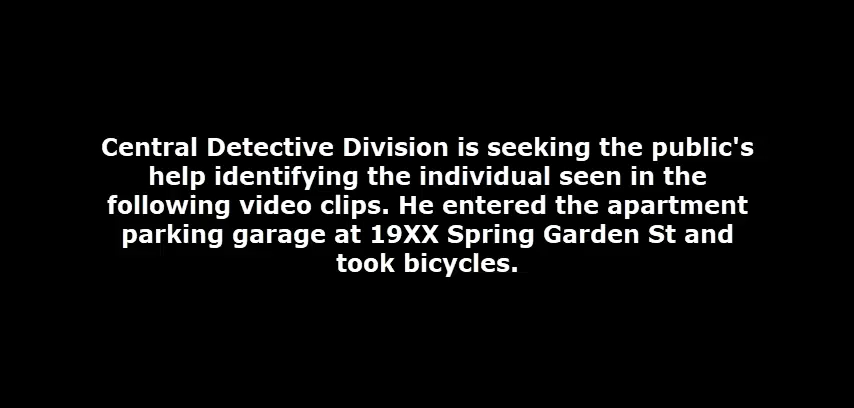 Central Detective Division is seeking the public's
help identifying the individual seen in the
following video clips. He entered the apartment
parking garage at 19XX Spring Garden St and
took bicycles.